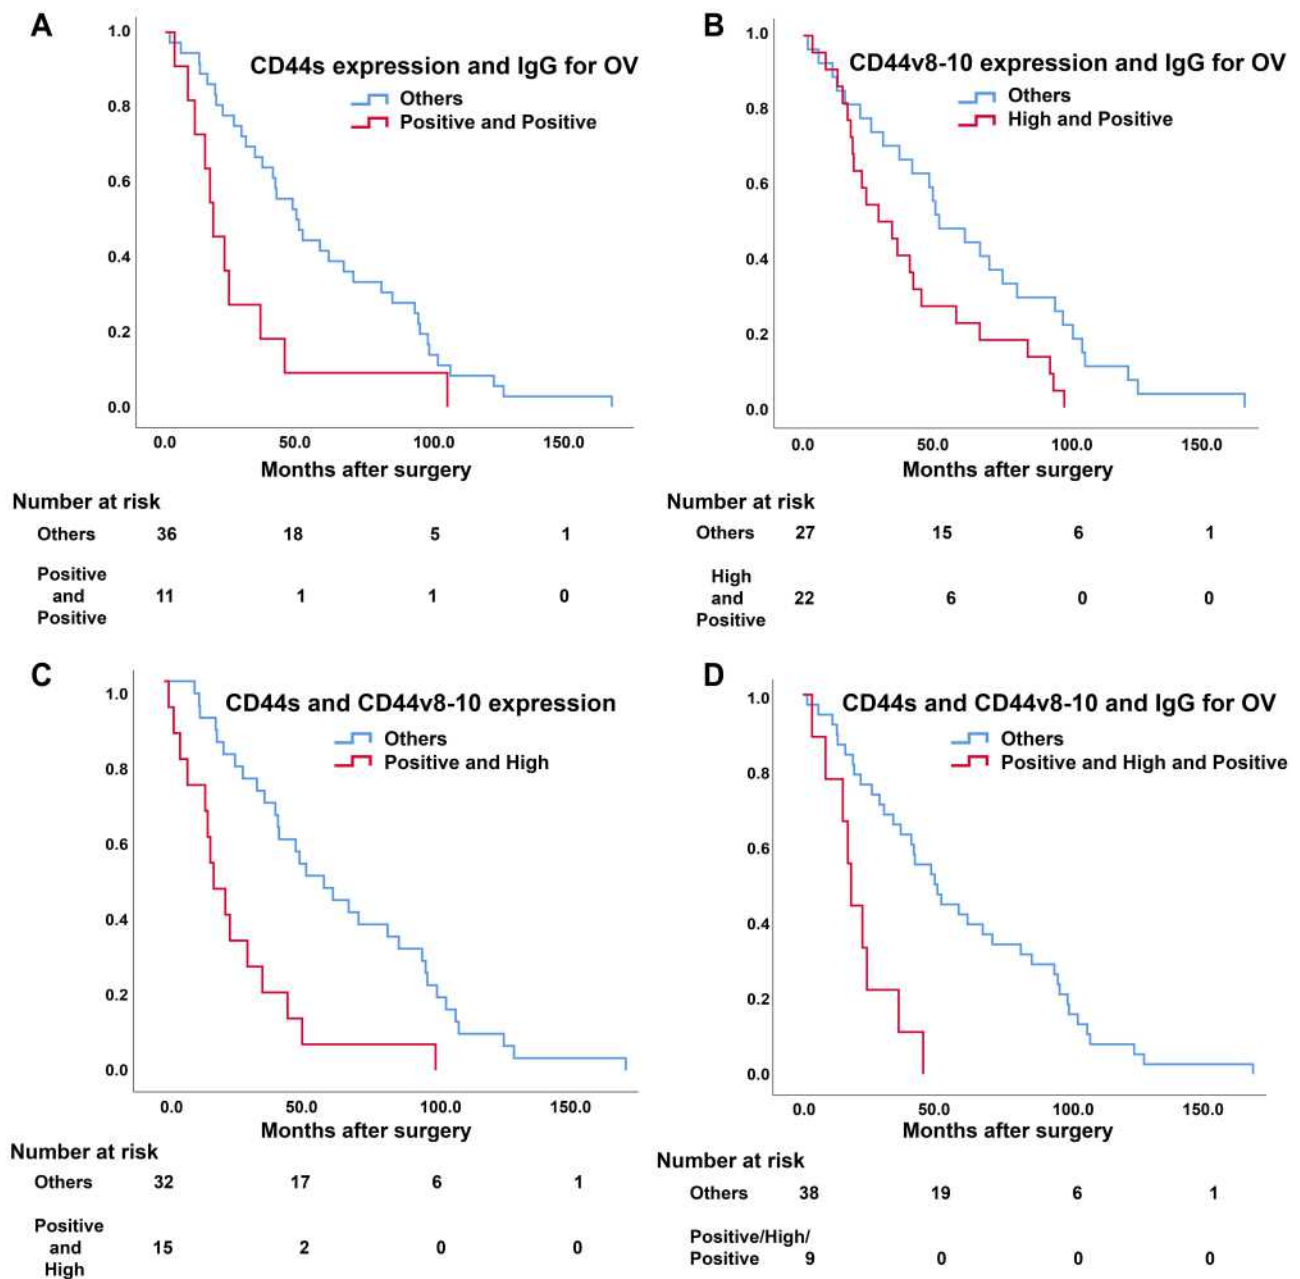 A
CD44s expression and IgG for OV
Others
Positive and Positive
1.0
0.8
0.6
0.4
0.2
0.0
0.0 50.0 100.0 150.0
Months after surgery
Number at risk
Others 36 18 5 1
Positive
and
Positive
11 1 1 0
B
CD44v8-10 expression and IgG for OV
Others
High and Positive
1.0
0.8
0.6
0.4
0.2
0.0
0.0 50.0 100.0 150.0
Months after surgery
Number at risk
Others 27 15 6 1
High
and
Positive
22 6 0 0
C
CD44s and CD44v8-10 expression
Others
Positive and High
1.0
0.8
0.6
0.4
0.2
0.0
0.0 50.0 100.0 150.0
Months after surgery
Number at risk
Others 32 17 6 1
Positive
and
High
15 2 0 0
D
CD44s and CD44v8-10 and IgG for OV
Others
Positive and High and Positive
1.0
0.8
0.6
0.4
0.2
0.0
0.0 50.0 100.0 150.0
Months after surgery
Number at risk
Others 38 19 6 1
Positive/High/
Positive 9 0 0 0